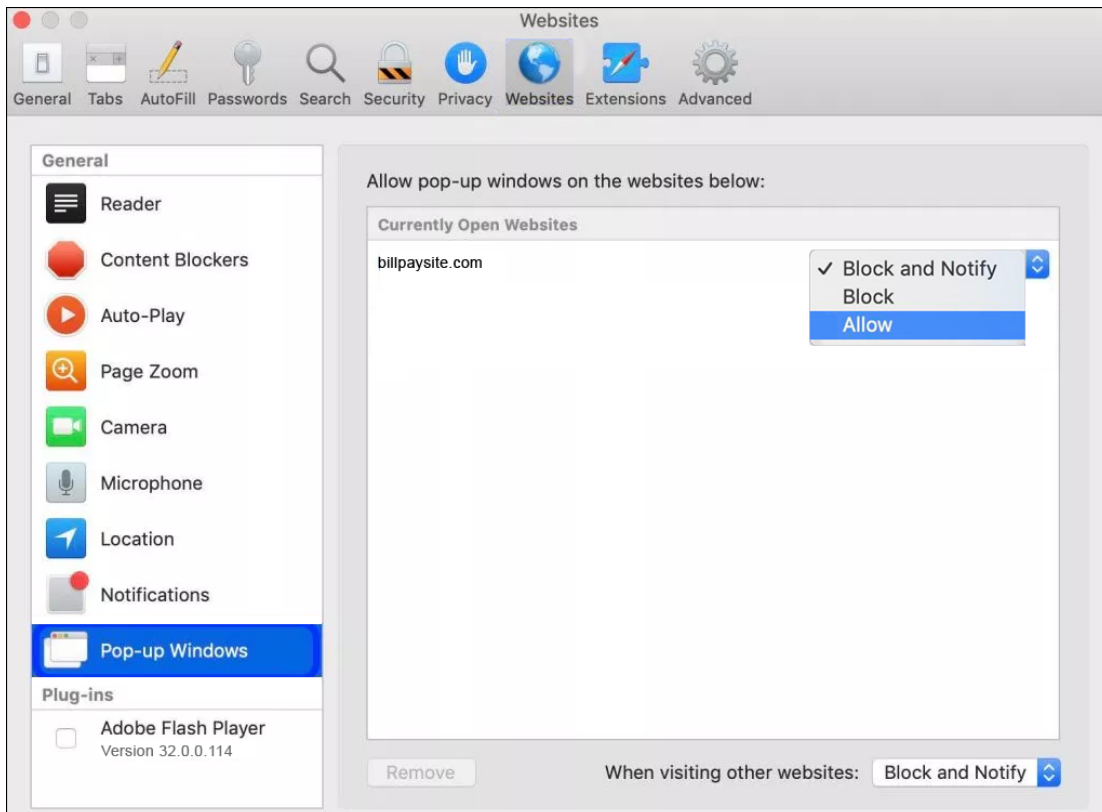 Websites
General Tabs AutoFill Passwords Search Security Privacy Websites Extensions Advanced
General
Reader
Content Blockers
Auto-Play
Page Zoom
Camera
Microphone
Location
Notifications
Pop-up Windows
Plug-ins
Adobe Flash Player
Version 32.0.0.114
Allow pop-up windows on the websites below:
Currently Open Websites
billpaysite.com
✓ Block and Notify
Block
Allow
Remove
When visiting other websites: Block and Notify